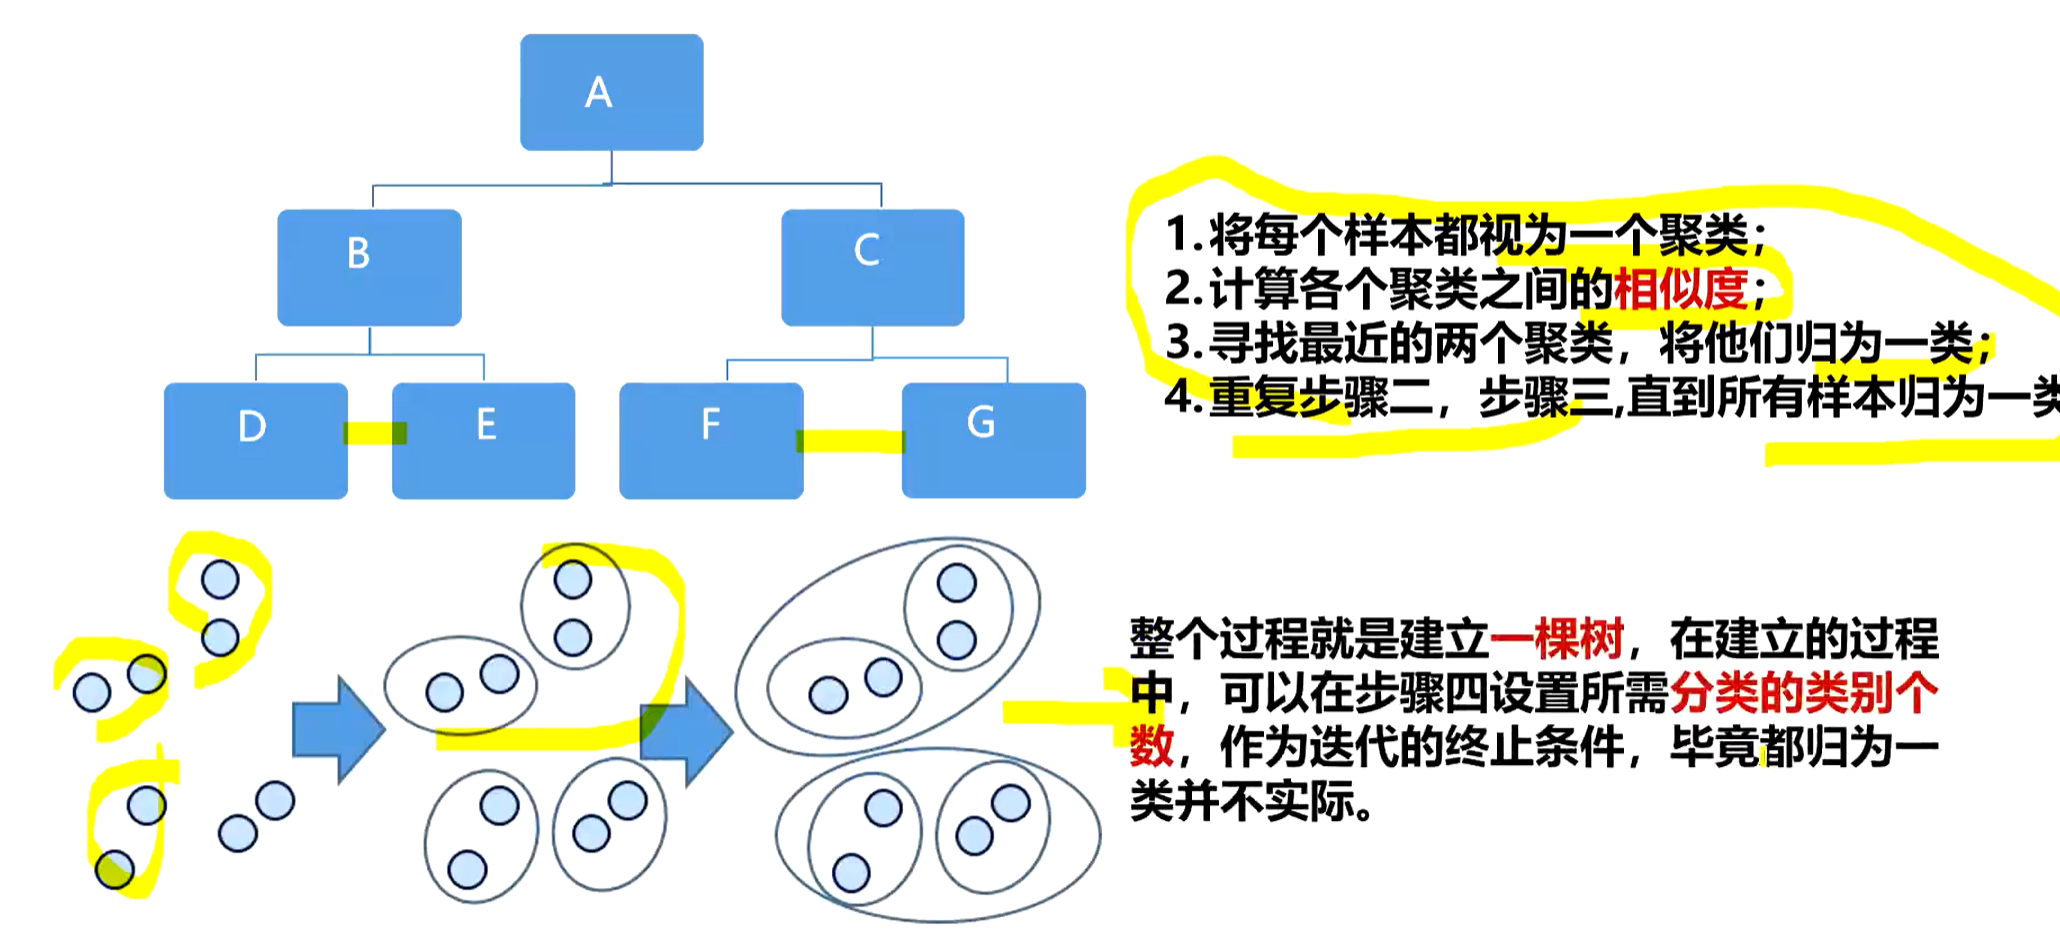 A
B
C
D
E
F
G
1.将每个样本都视为一个聚类；
2.计算各个聚类之间的相似度；
3.寻找最近的两个聚类，将他们归为一类；
4.重复步骤二，步骤三,直到所有样本归为一类
整个过程就是建立一棵树，在建立的过程
中，可以在步骤四设置所需分类的类别个
数，作为迭代的终止条件，毕竟都归为一
类并不实际。